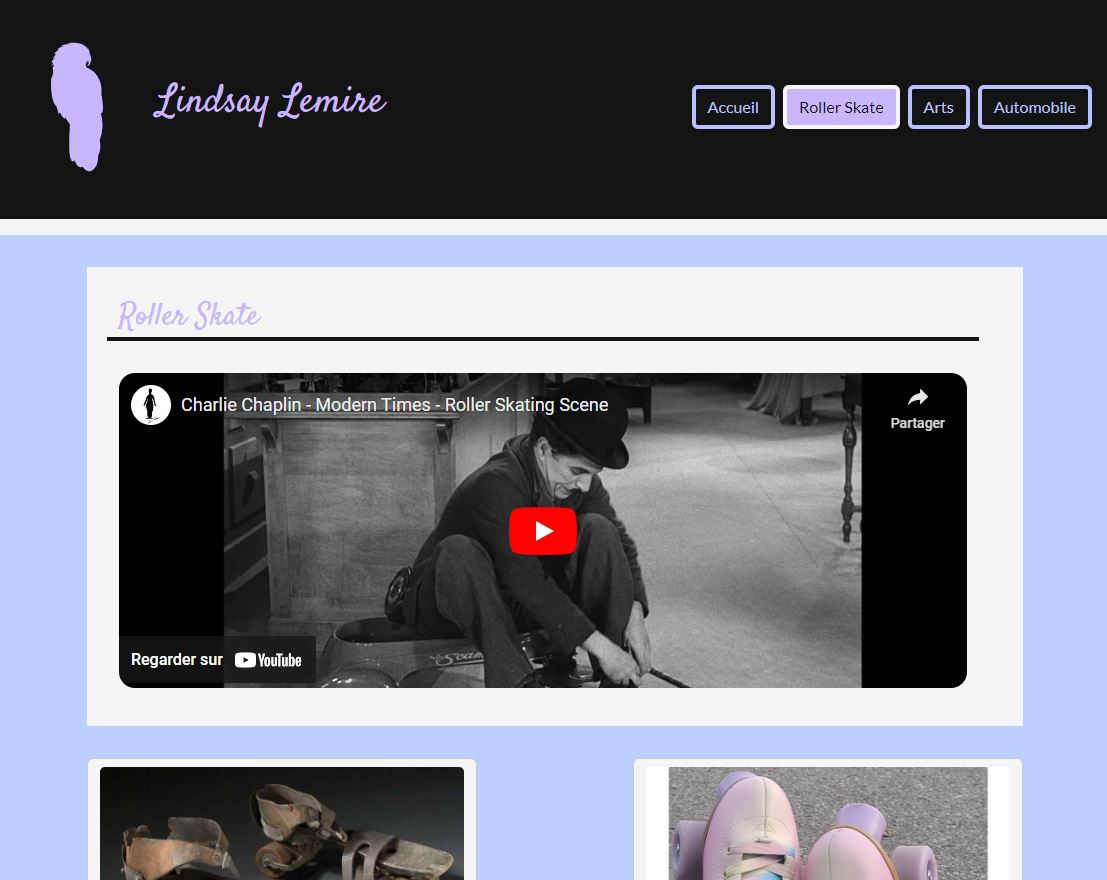 Lindsay Lemire
Accueil
Roller Skate
Arts
Automobile
Roller Skate
Charlie Chaplin - Modern Times - Roller Skating Scene
Partager
Regarder sur YouTube